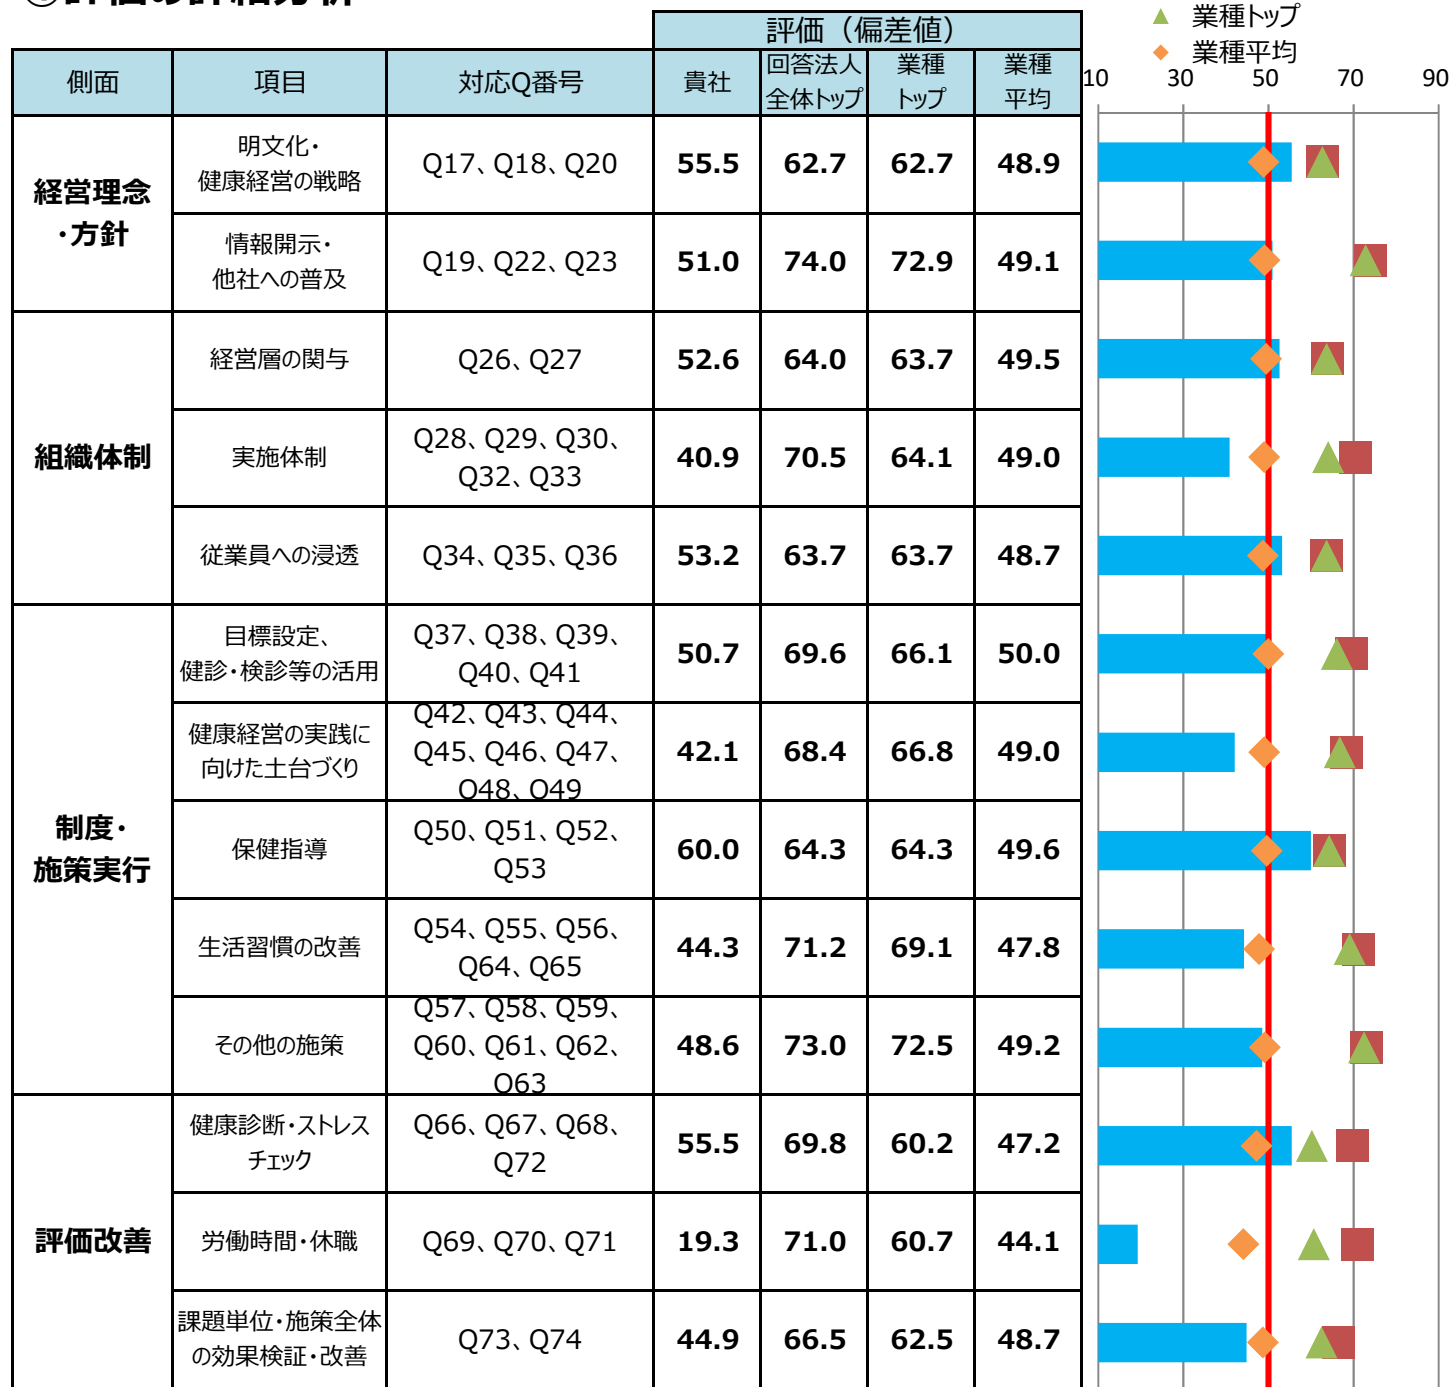 ▲ 業種トップ
◆ 業種平均
評価（偏差値）
側面 項目 対応Q番号 貴社 回答法人 業種 業種
全体トップ トップ 平均
10 30 50 70 90
経営理念
・方針
明文化・
健康経営の戦略
Q17、Q18、Q20 55.5 62.7 62.7 48.9
情報開示・
他社への普及
Q19、Q22、Q23 51.0 74.0 72.9 49.1
組織体制
経営層の関与 Q26、Q27 52.6 64.0 63.7 49.5
実施体制
Q28、Q29、Q30、
Q32、Q33
40.9 70.5 64.1 49.0
従業員への浸透 Q34、Q35、Q36 53.2 63.7 63.7 48.7
制度・
施策実行
目標設定、
健診・検診等の活用
Q37、Q38、Q39、
Q40、Q41
50.7 69.6 66.1 50.0
健康経営の実践に
向けた土台づくり
Q42、Q43、Q44、
Q45、Q46、Q47、
Q48、Q49
42.1 68.4 66.8 49.0
保健指導
Q50、Q51、Q52、
Q53
60.0 64.3 64.3 49.6
生活習慣の改善
Q54、Q55、Q56、
Q64、Q65
44.3 71.2 69.1 47.8
その他の施策
Q57、Q58、Q59、
Q60、Q61、Q62、
Q63
48.6 73.0 72.5 49.2
評価改善
健康診断・ストレス
チェック
Q66、Q67、Q68、
Q72
55.5 69.8 60.2 47.2
労働時間・休職 Q69、Q70、Q71 19.3 71.0 60.7 44.1
課題単位・施策全体
の効果検証・改善
Q73、Q74 44.9 66.5 62.5 48.7